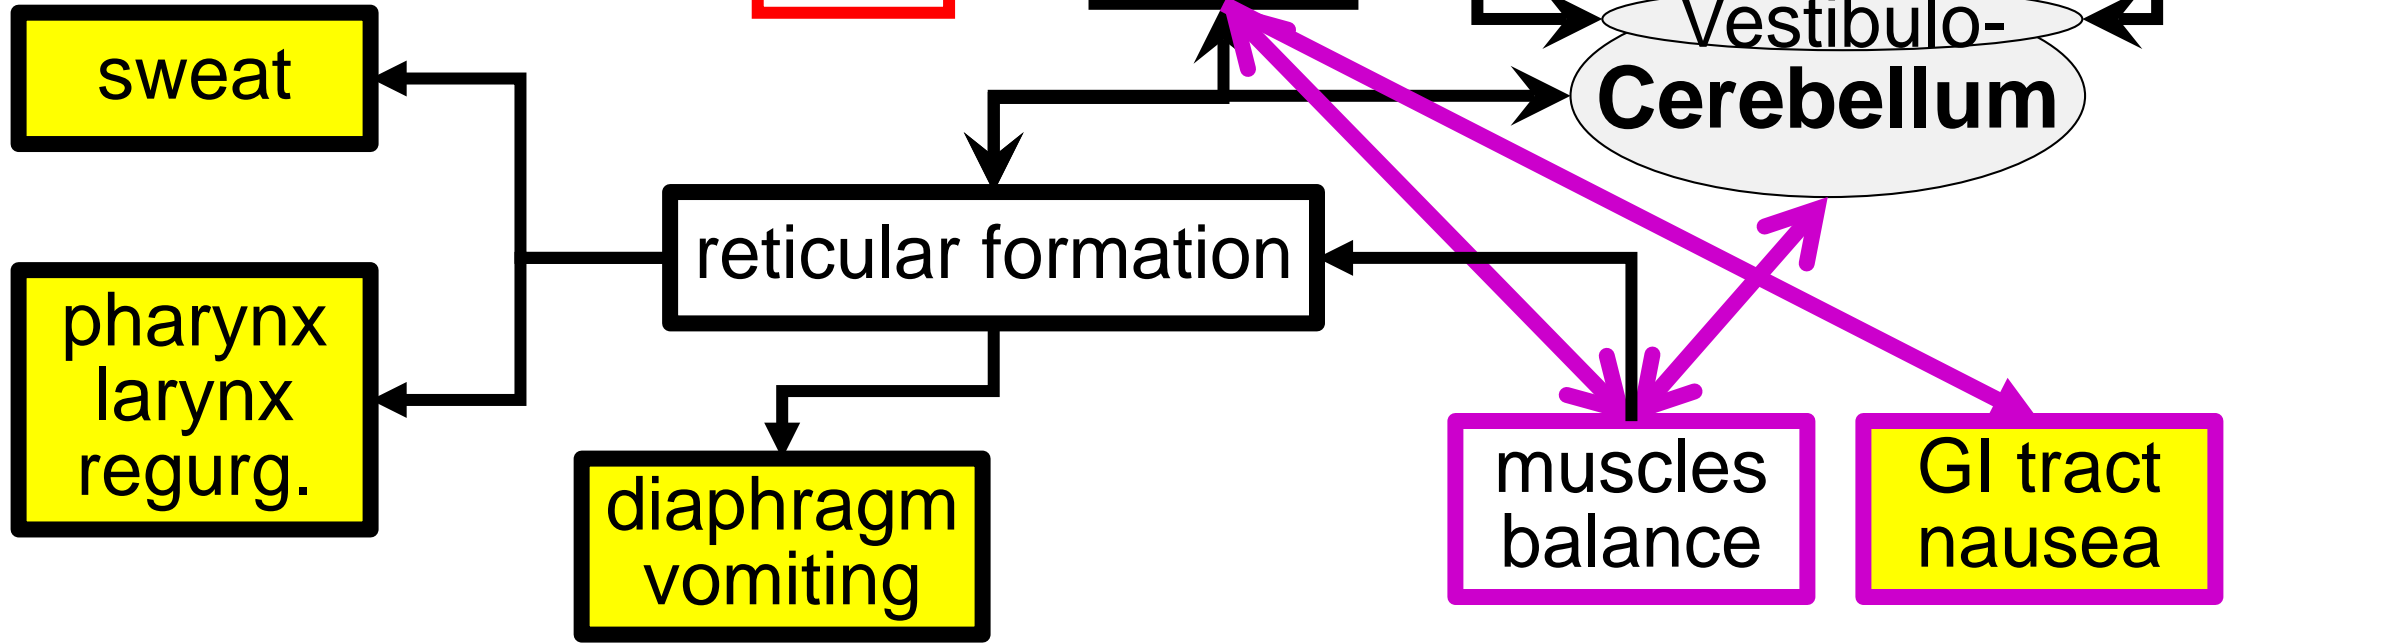 sweat
Vestibulo-
Cerebellum
reticular formation
pharynx
larynx
regurg.
diaphragm
vomiting
muscles
balance
GI tract
nausea